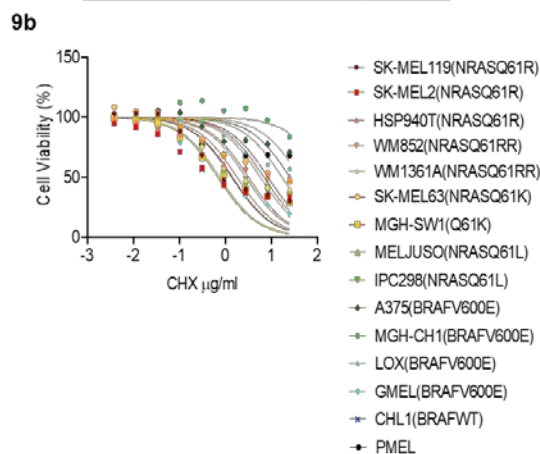 9b
150
100
50
0
Cell Viability (%)
-3 -2 -1 0 1 2
CHX µg/ml
SK-MEL119(NRASQ61R)
SK-MEL2(NRASQ61R)
HSP940T(NRASQ61R)
WM852(NRASQ61RR)
WM1361A(NRASQ61RR)
SK-MEL63(NRASQ61K)
MGH-SW1(Q61K)
MELJUSO(NRASQ61L)
IPC298(NRASQ61L)
A375(BRAFV600E)
MGH-CH1(BRAFV600E)
LOX(BRAFV600E)
GMEL(BRAFV600E)
CHL1(BRAFWT)
PMEL